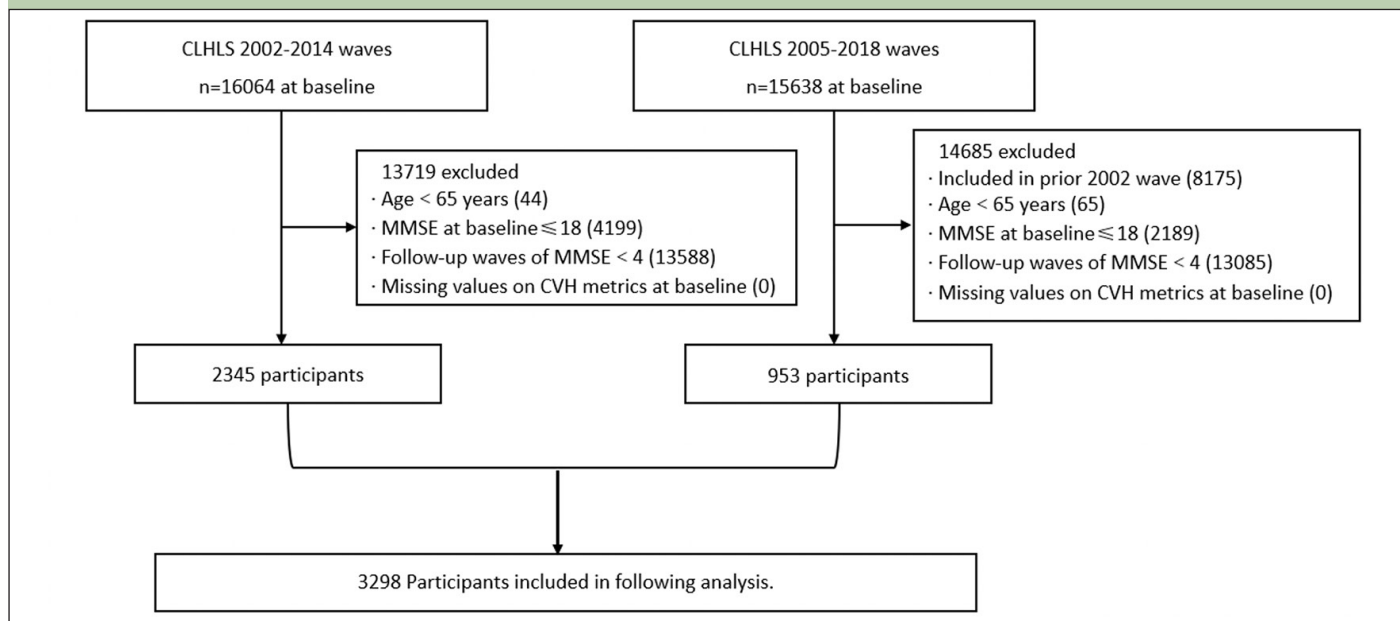 CLHLS 2002-2014 waves
n=16064 at baseline
CLHLS 2005-2018 waves
n=15638 at baseline
13719 excluded
· Age < 65 years (44)
· MMSE at baseline≤18 (4199)
· Follow-up waves of MMSE < 4 (13588)
· Missing values on CVH metrics at baseline (0)
14685 excluded
· Included in prior 2002 wave (8175)
· Age < 65 years (65)
· MMSE at baseline≤18 (2189)
· Follow-up waves of MMSE < 4 (13085)
· Missing values on CVH metrics at baseline (0)
2345 participants
953 participants
3298 Participants included in following analysis.